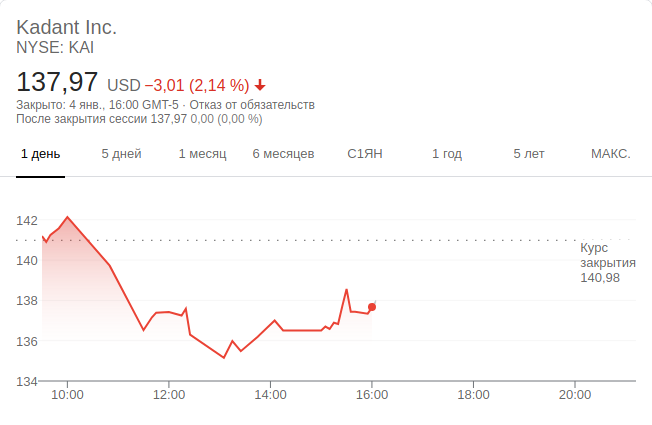 Kadant Inc.
NYSE: KAI
137,97 USD −3,01 (2,14 %)
Закрыто: 4 янв., 16:00 GMT-5 · Отказ от обязательств
После закрытия сессии 137,97 0,00 (0,00 %)
1 день 5 дней 1 месяц 6 месяцев С1ЯН 1 год 5 лет МАКС.
142
140
138
136
134
Курс
закрытия
140,98
10:00 12:00 14:00 16:00 18:00 20:00